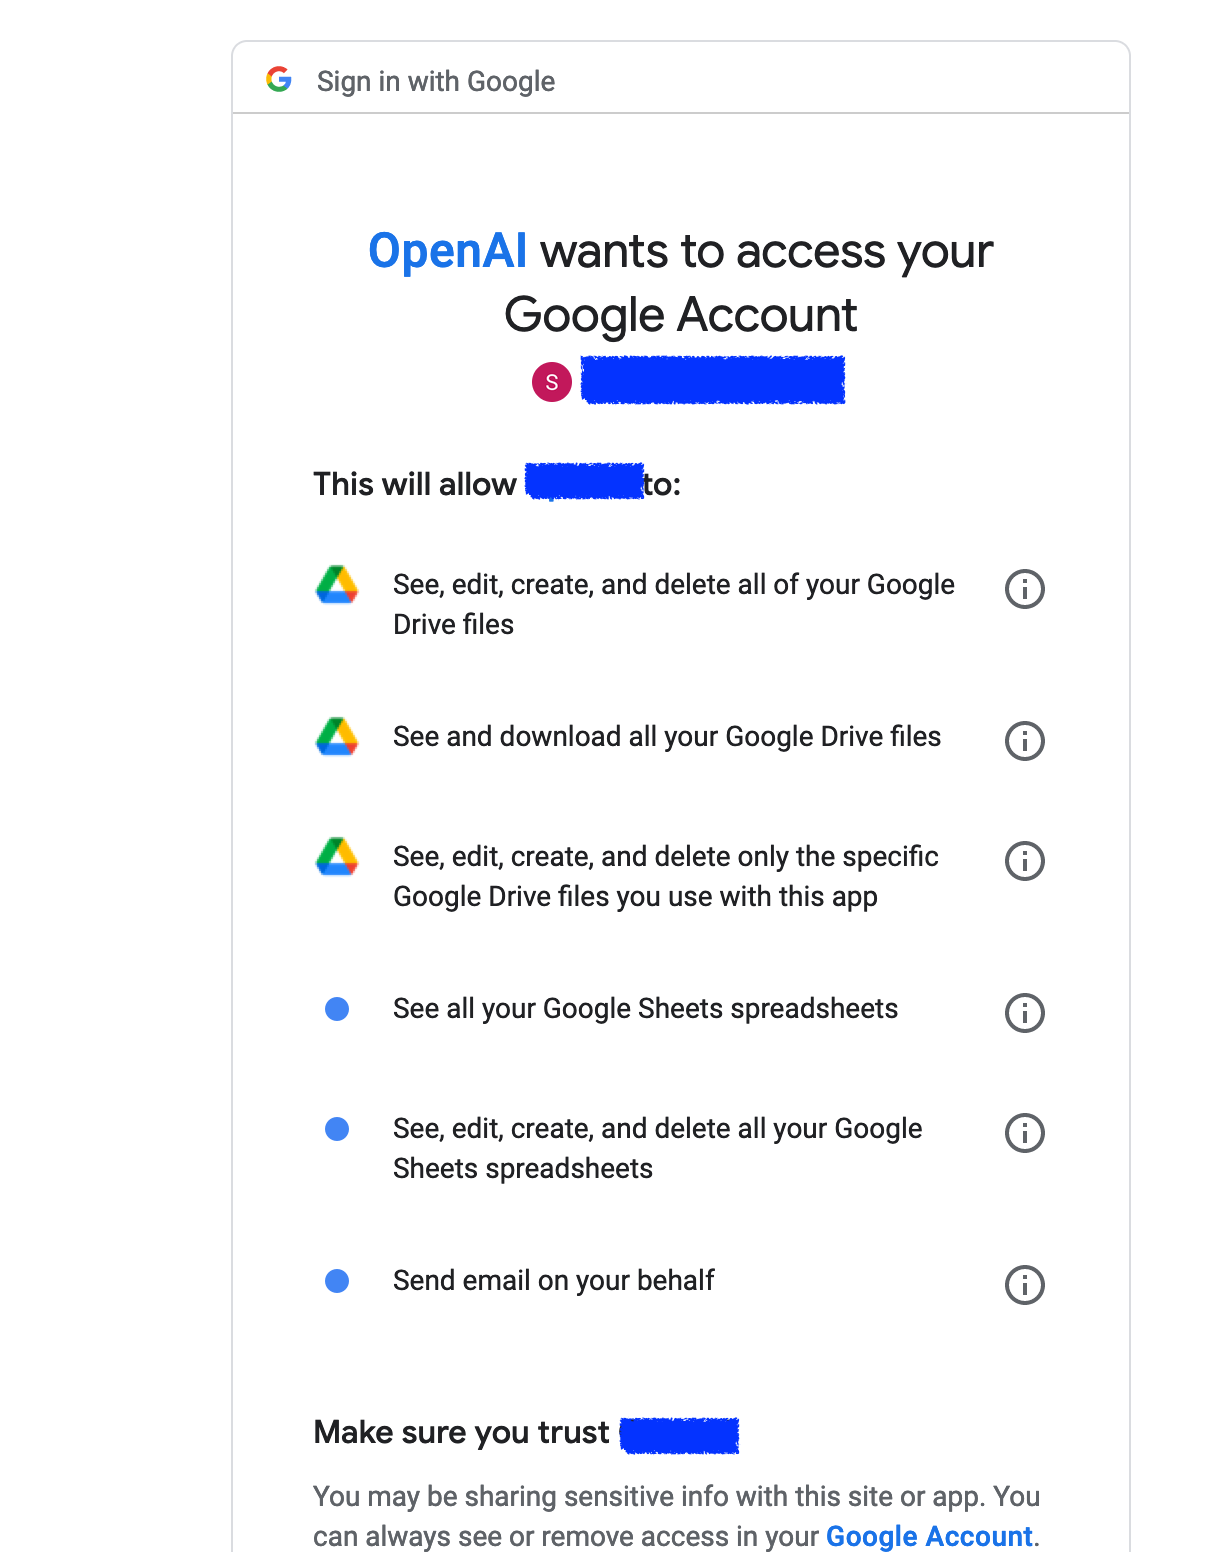 Sign in with Google
OpenAI wants to access your
Google Account
S
This will allow to:
See, edit, create, and delete all of your Google
Drive files
See and download all your Google Drive files
See, edit, create, and delete only the specific
Google Drive files you use with this app
See all your Google Sheets spreadsheets
See, edit, create, and delete all your Google
Sheets spreadsheets
Send email on your behalf
Make sure you trust
You may be sharing sensitive info with this site or app. You
can always see or remove access in your Google Account.